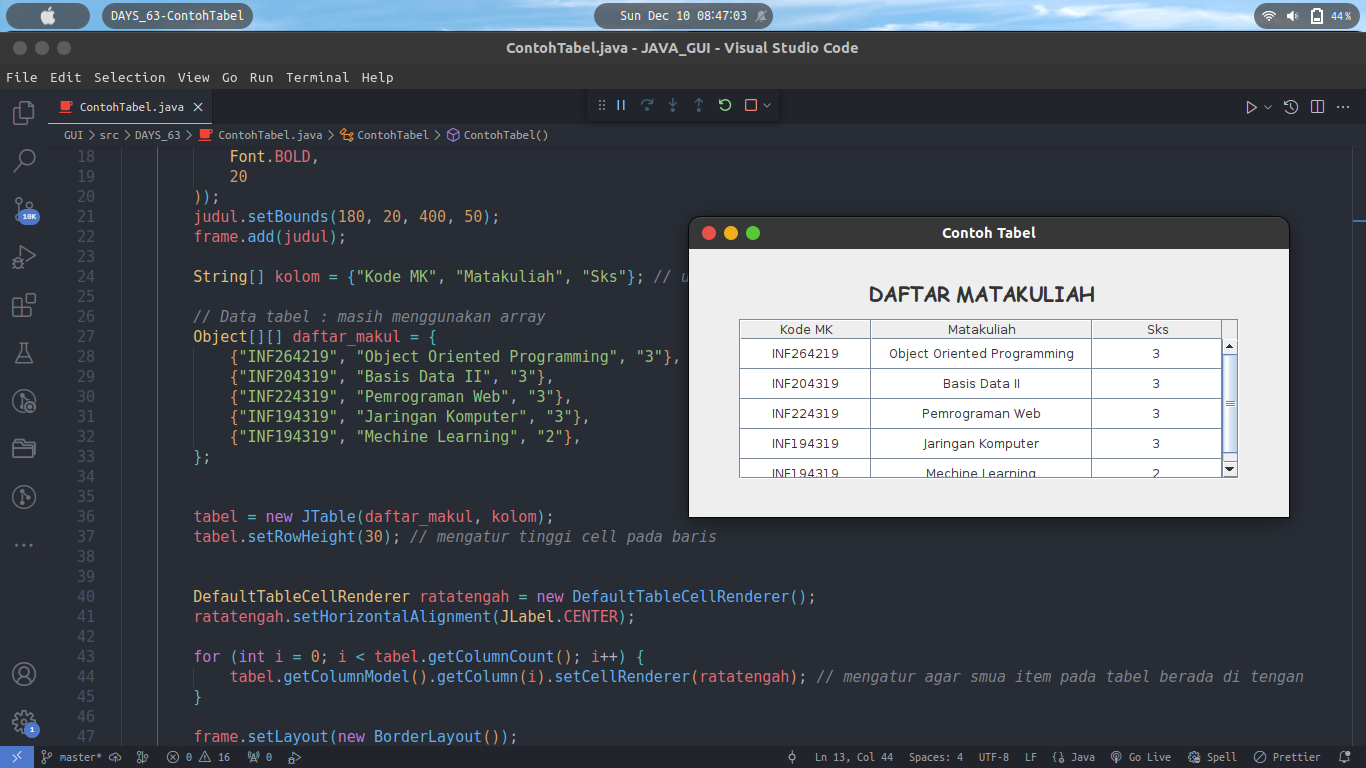 DAYS_63-ContohTabel
Sun Dec 10 08:47:03
44%
ContohTabel.java - JAVA_GUI - Visual Studio Code
File Edit Selection View Go Run Terminal Help
ContohTabel.java
GUI > src > DAYS_63 > ContohTabel.java > ContohTabel > ContohTabel()
18 Font.BOLD,
19 20
20 ));
21 judul.setBounds(180, 20, 400, 50);
22 frame.add(judul);
23
24 String[] kolom = {"Kode MK", "Matakuliah", "Sks"}; // u
25
26 // Data tabel : masih menggunakan array
27 Object[][] daftar_makul = {
28 {"INF264219", "Object Oriented Programming", "3"},
29 {"INF204319", "Basis Data II", "3"},
30 {"INF224319", "Pemrograman Web", "3"},
31 {"INF194319", "Jaringan Komputer", "3"},
32 {"INF194319", "Mechine Learning", "2"},
33 };
34
35
36 tabel = new JTable(daftar_makul, kolom);
37 tabel.setRowHeight(30); // mengatur tinggi cell pada baris
38
39
40 DefaultTableCellRenderer ratatengah = new DefaultTableCellRenderer();
41 ratatengah.setHorizontalAlignment(JLabel.CENTER);
42
43 for (int i = 0; i < tabel.getColumnCount(); i++) {
44 tabel.getColumnModel().getColumn(i).setCellRenderer(ratatengah); // mengatur agar smua item pada tabel berada di tengan
45 }
46
47 frame.setLayout(new BorderLayout());
Contoh Tabel
DAFTAR MATAKULIAH
Kode MK Matakuliah Sks
INF264219 Object Oriented Programming 3
INF204319 Basis Data II 3
INF224319 Pemrograman Web 3
INF194319 Jaringan Komputer 3
INF194319 Mechine Learning 2
10K
1
master* 0 16 0 Ln 13, Col 44 Spaces: 4 UTF-8 LF {} Java Go Live Spell Prettier